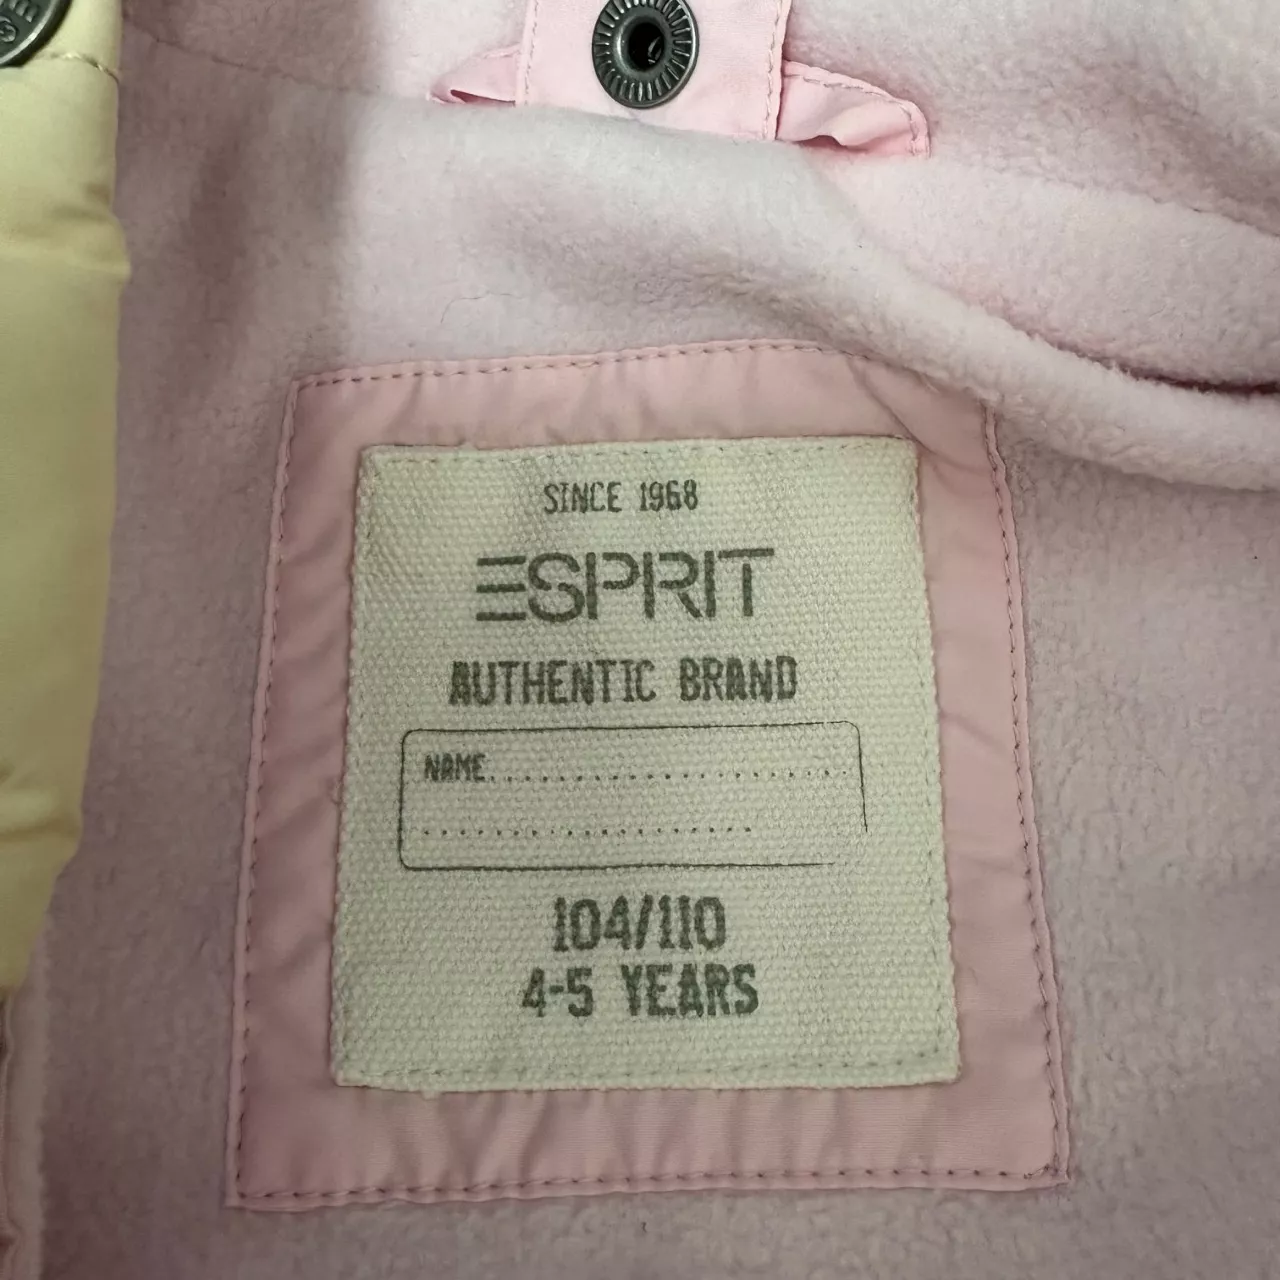 SINCE 1968
ESPRIT
AUTHENTIC BRAND
NAME......................
..................
104/110
4-5 YEARS